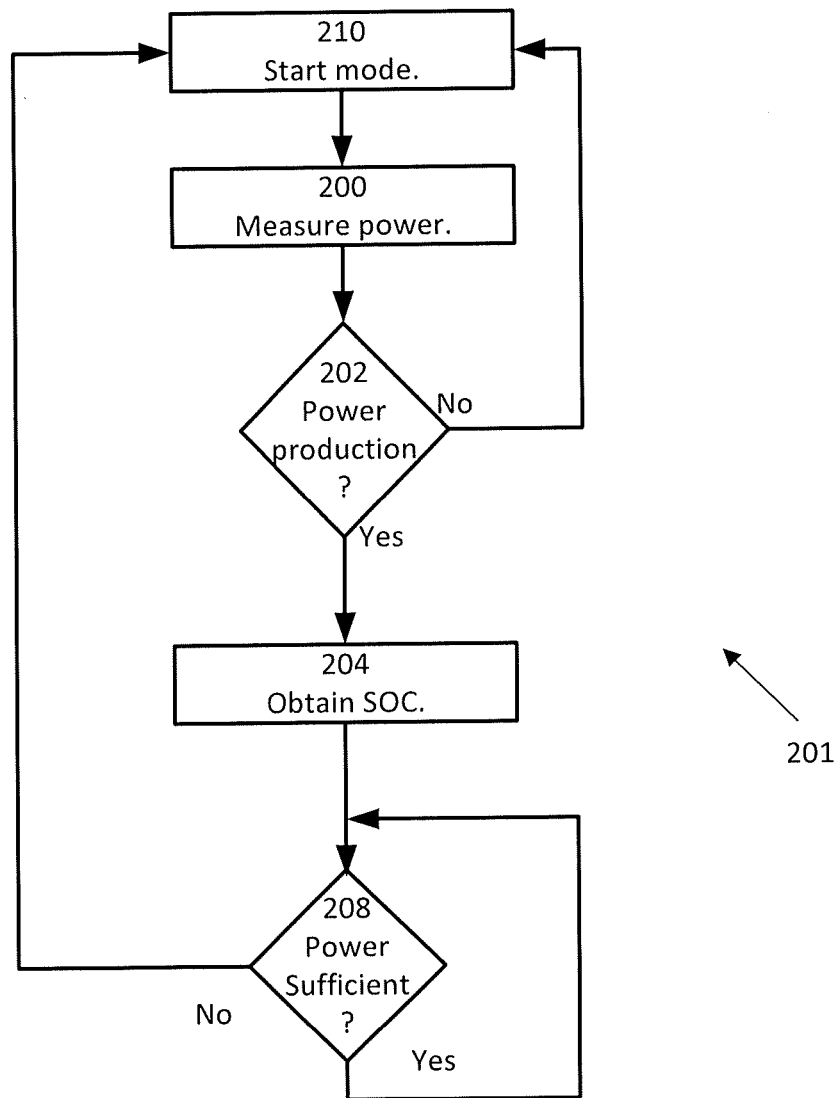 210
Start mode.
200
Measure power.
202
Power
production
?
No
Yes
204
Obtain SOC.
201
208
Power
Sufficient
?
No
Yes